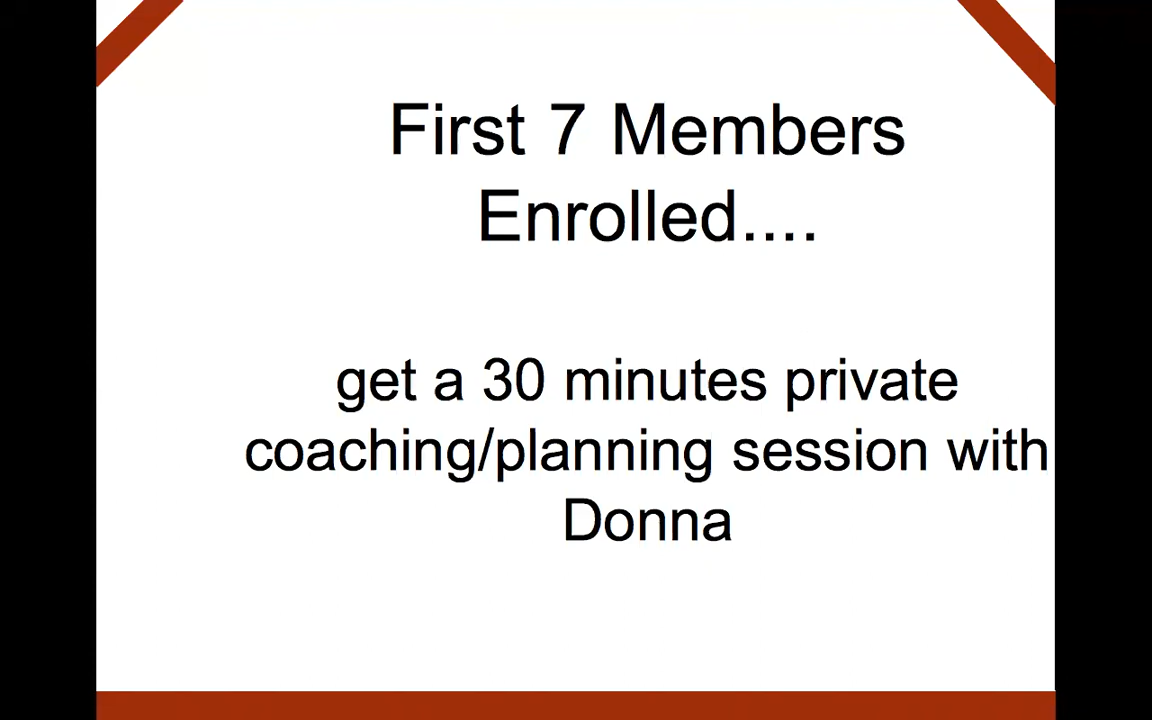 First 7 Members
Enrolled....
get a 30 minutes private
coaching/planning session with
Donna